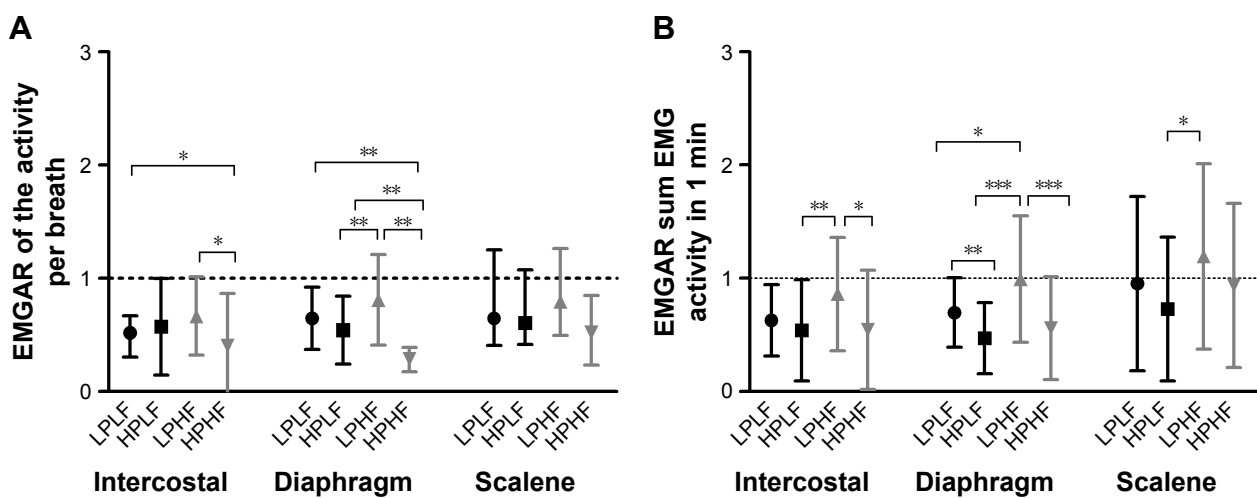 A
EMGAR of the activity
per breath
3
2
1
0
*
*
**
**
**
**
LPLF HPLF LPHF HPHF LPLF HPLF LPHF HPHF LPLF HPLF LPHF HPHF
Intercostal Diaphragm Scalene
B
EMGAR sum EMG
activity in 1 min
3
2
1
0
**
*
*
***
***
**
*
LPLF HPLF LPHF HPHF LPLF HPLF LPHF HPHF LPLF HPLF LPHF HPHF
Intercostal Diaphragm Scalene